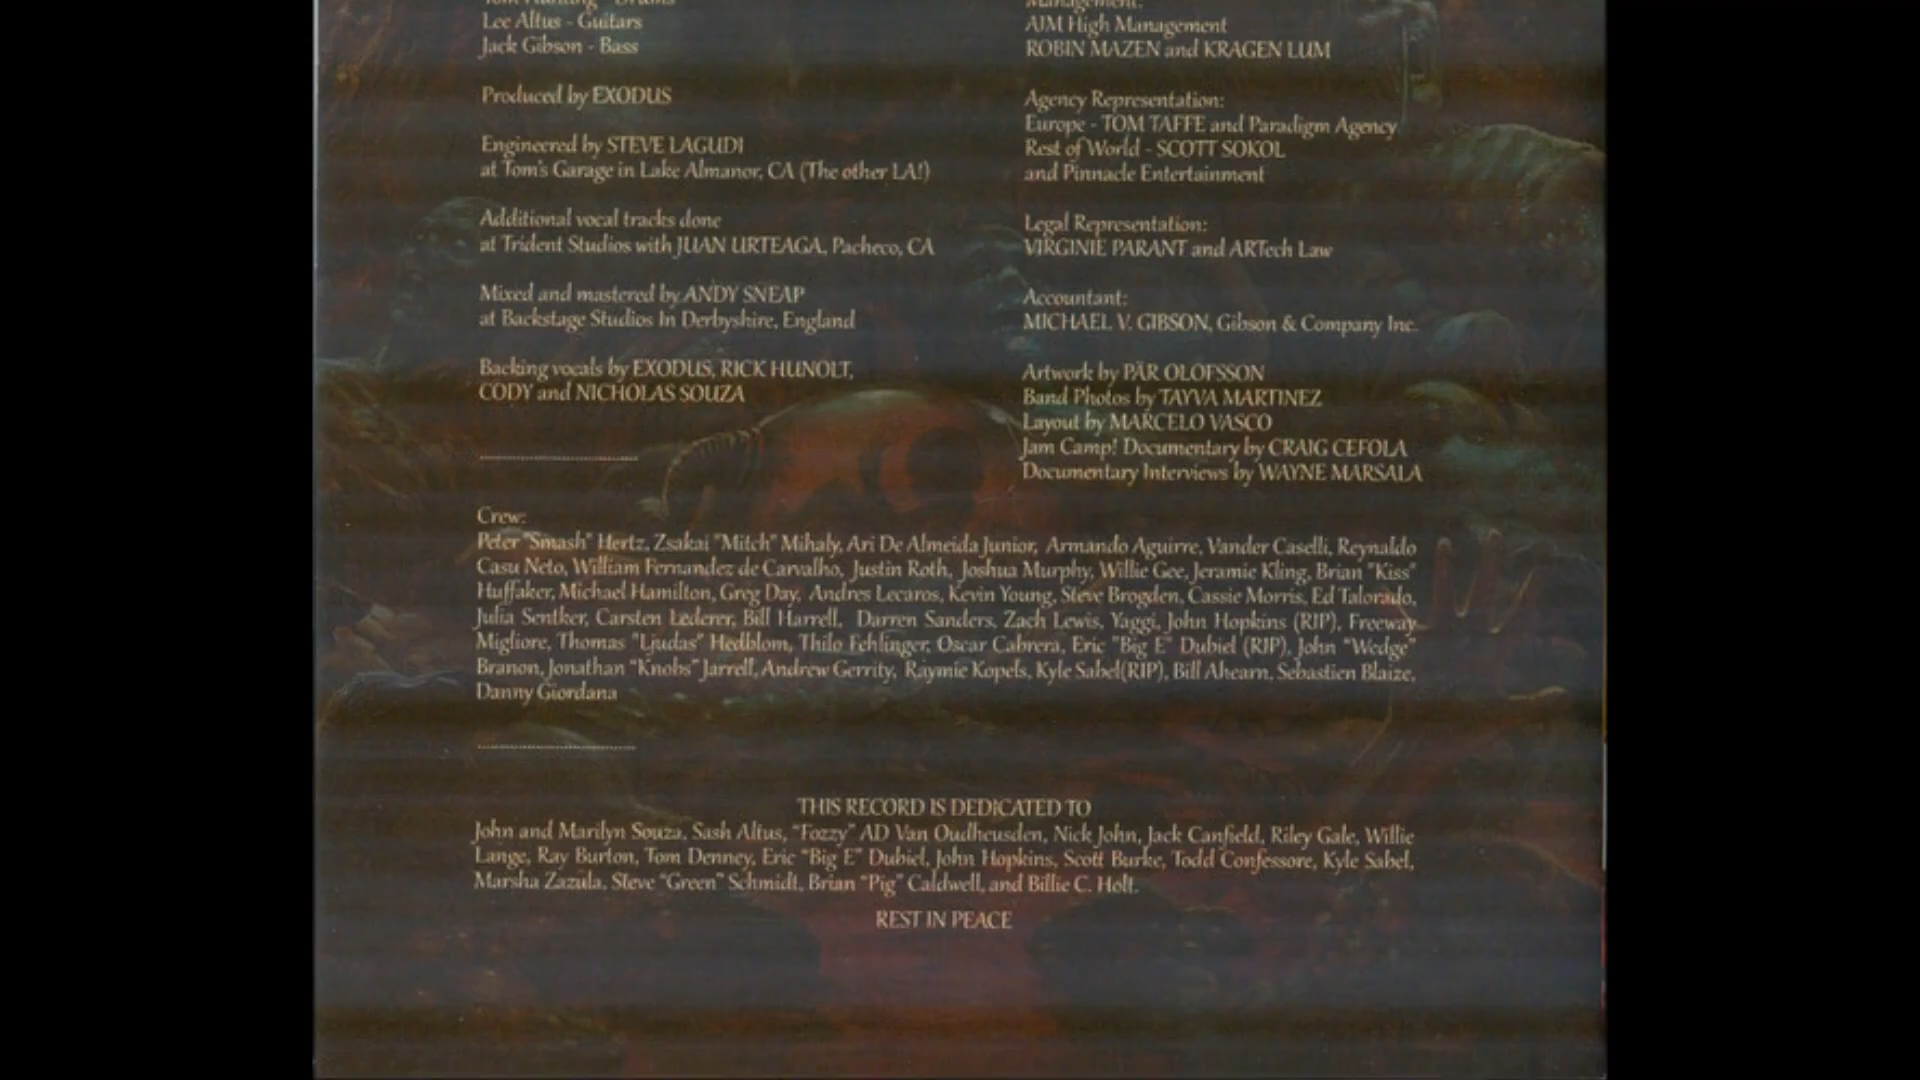 Tom Hunting - Drums
Lee Altus - Guitars
Jack Gibson - Bass
Produced by EXODUS
Engineered by STEVE LAGUDI
at Tom's Garage in Lake Almanor, CA (The other LA!)
Additional vocal tracks done
at Trident Studios with JUAN URTEAGA, Pacheco, CA
Mixed and mastered by ANDY SNEAP
at Backstage Studios In Derbyshire, England
Backing vocals by EXODUS, RICK HUNOLT,
CODY and NICHOLAS SOUZA
Management:
AIM High Management
ROBIN MAZEN and KRAGEN LUM
Agency Representation:
Europe - TOM TAFFE and Paradigm Agency
Rest of World - SCOTT SOKOL
and Pinnacle Entertainment
Legal Representation:
VIRGINIE PARANT and ARTech Law
Accountant:
MICHAEL V. GIBSON, Gibson & Company Inc.
Artwork by PÄR OLOFSSON
Band Photos by TAYVA MARTINEZ
Layout by MARCELO VASCO
Jam Camp! Documentary by CRAIG CEFOLA
Documentary Interviews by WAYNE MARSALA
Crew:
Peter "Smash" Hertz, Zsakai "Mitch" Mihaly, Ari De Almeida Junior, Armando Aguirre, Vander Caselli, Reynaldo
Casu Neto, William Fernandez de Carvalho, Justin Roth, Joshua Murphy, Willie Gee, Jeramie Kling, Brian "Kiss"
Huffaker, Michael Hamilton, Greg Day, Andres Lecaros, Kevin Young, Steve Brogden, Cassie Morris, Ed Talorado,
Julia Sentker, Carsten Lederer, Bill Harrell, Darren Sanders, Zach Lewis, Yaggi, John Hopkins (RIP), Freeway
Migliore, Thomas "Ljudas" Hedblom, Thilo Fehlinger, Oscar Cabrera, Eric "Big E" Dubiel (RIP), John "Wedge"
Branon, Jonathan "Knobs" Jarrell, Andrew Gerrity, Raymie Kopels, Kyle Sabel(RIP), Bill Ahearn, Sebastien Blaize,
Danny Giordana
THIS RECORD IS DEDICATED TO
John and Marilyn Souza, Sash Altus, "Fozzy" AD Van Oudheusden, Nick John, Jack Canfield, Riley Gale, Willie
Lange, Ray Burton, Tom Denney, Eric "Big E" Dubiel, John Hopkins, Scott Burke, Todd Confessore, Kyle Sabel,
Marsha Zazula, Steve "Green" Schmidt, Brian "Pig" Caldwell, and Billie C. Holt.
REST IN PEACE